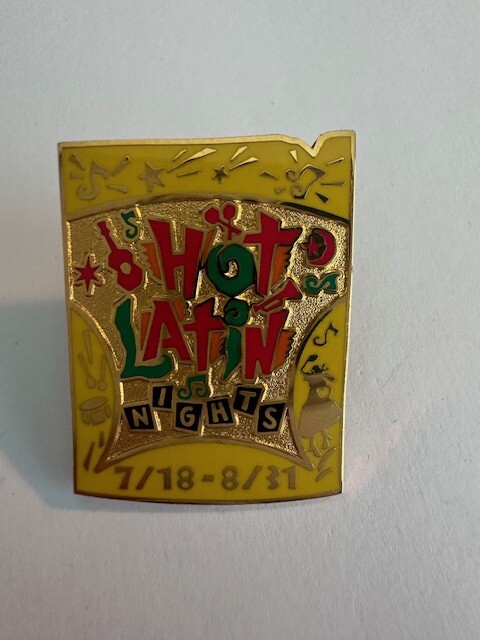 HOT
LATiN
NIGHTS
7/18-8/31